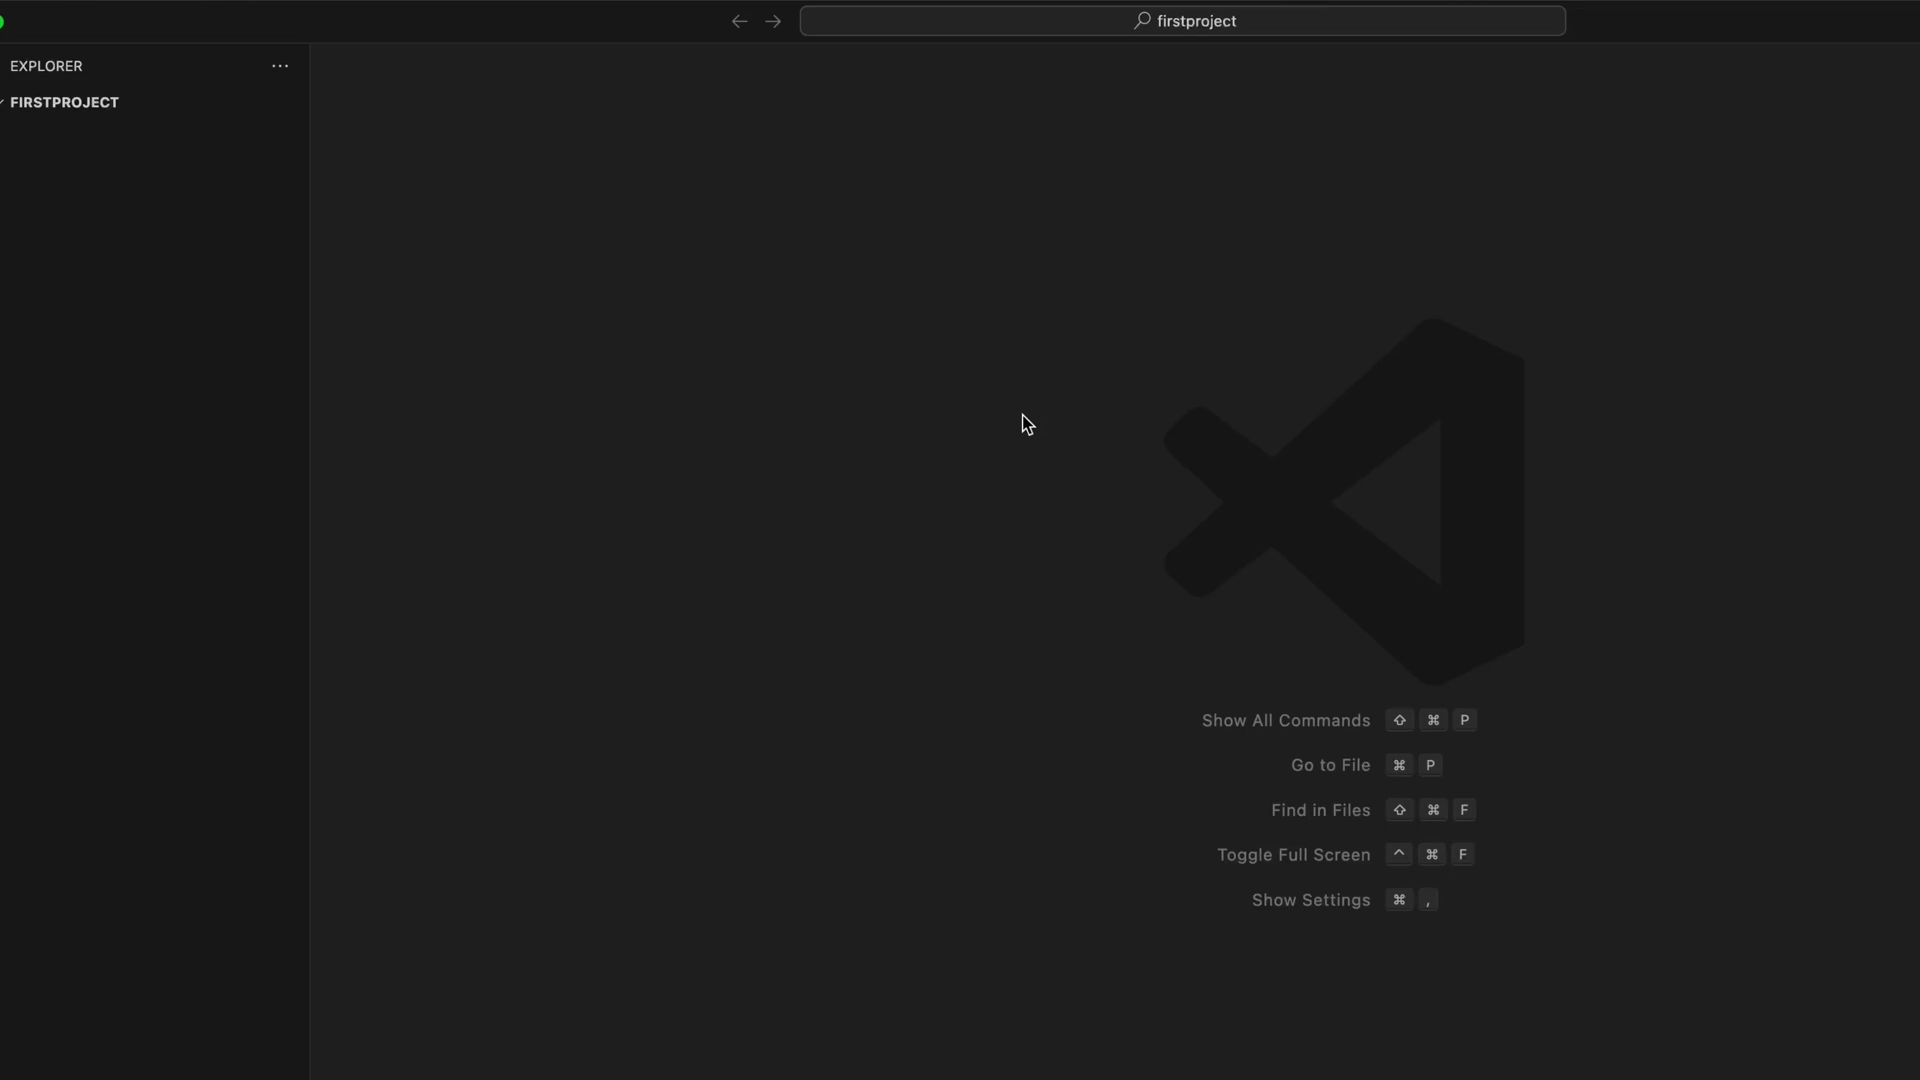 firstproject
EXPLORER ...
FIRSTPROJECT
Show All Commands ⇧ ⌘ P
Go to File ⌘ P
Find in Files ⇧ ⌘ F
Toggle Full Screen ^ ⌘ F
Show Settings ⌘ ,